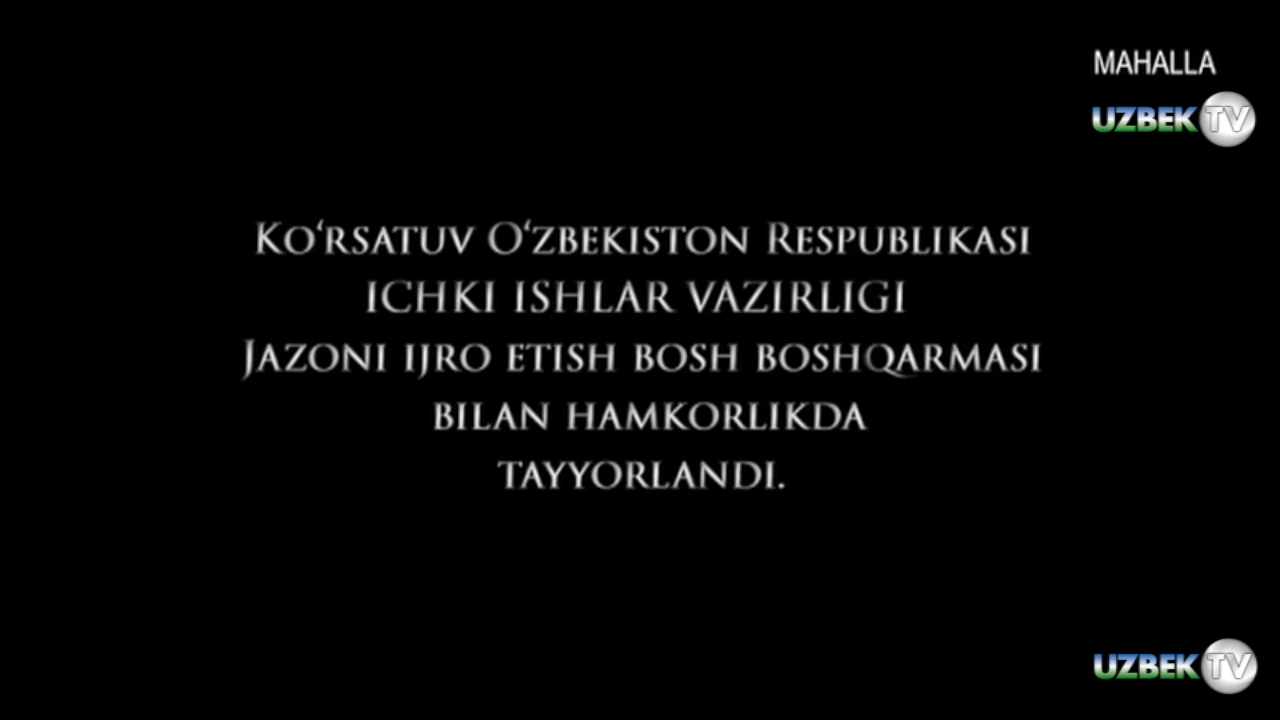 MAHALLA
UZBEK TV
Ko‘rsatuv O‘zbekiston Respublikasi
ICHKI ISHLAR VAZIRLIGI
Jazoni ijro etish bosh boshqarmasi
bilan hamkorlikda
tayyorlandi.
UZBEK TV